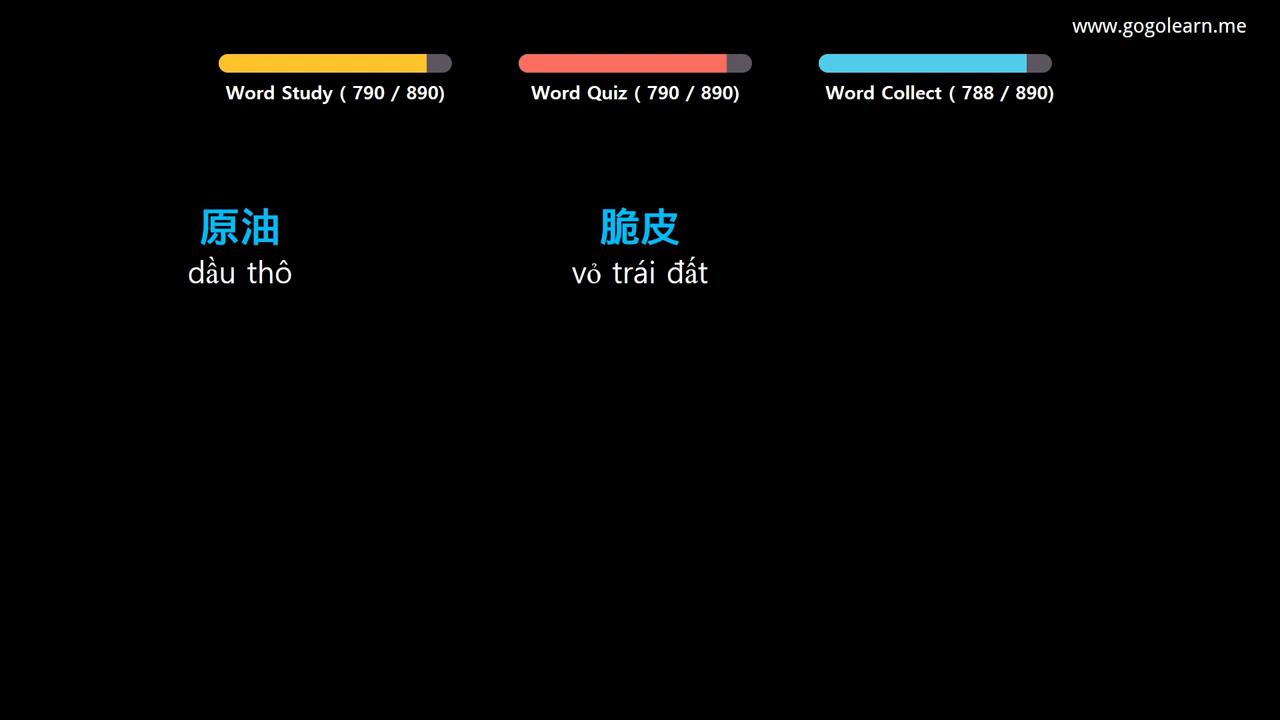 www.gogolearn.me
Word Study ( 790 / 890)
Word Quiz ( 790 / 890)
Word Collect ( 788 / 890)
原油
dầu thô
脆皮
vỏ trái đất